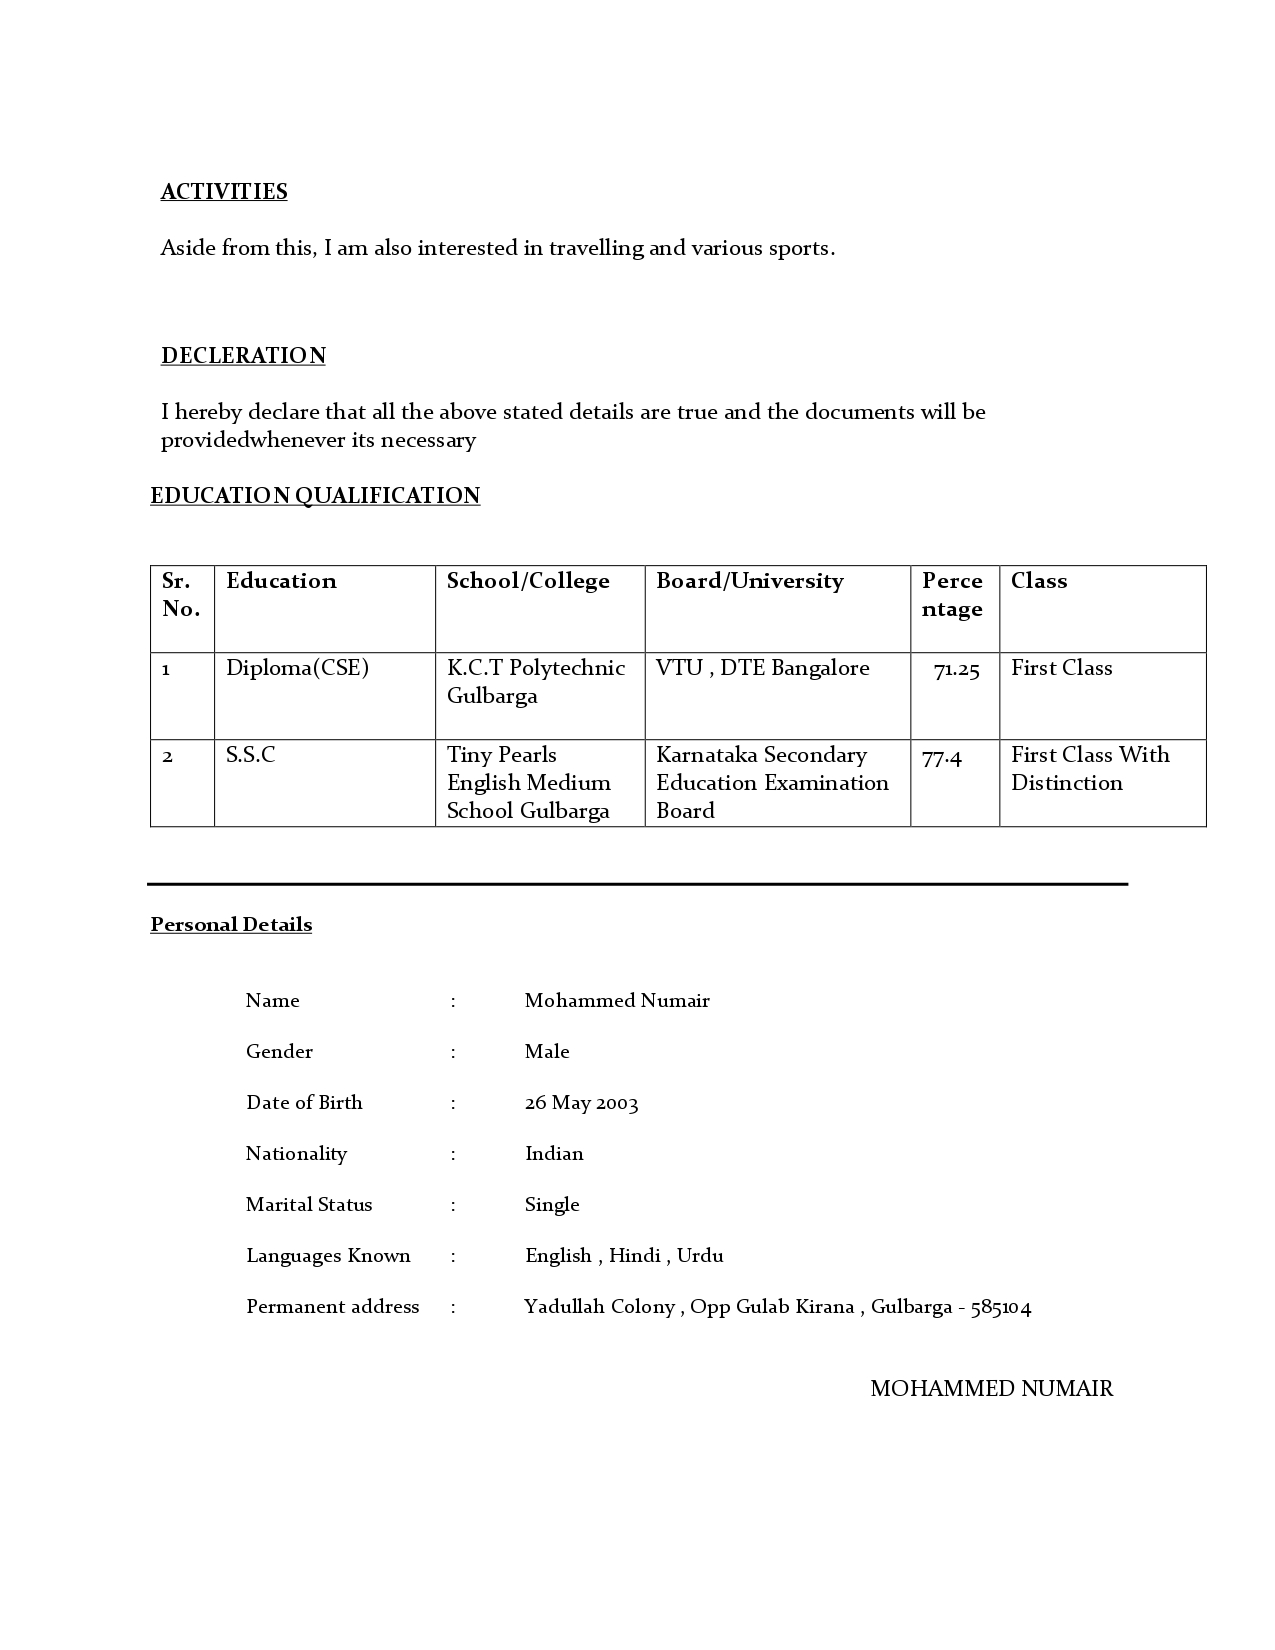 ACTIVITIES
Aside from this, I am also interested in travelling and various sports.
DECLERATION
I hereby declare that all the above stated details are true and the documents will be
providedwhenever its necessary
EDUCATION QUALIFICATION
Sr. No. Education School/College Board/University Perce ntage Class
1 Diploma(CSE) K.C.T Polytechnic Gulbarga VTU , DTE Bangalore 71.25 First Class
2 S.S.C Tiny Pearls English Medium School Gulbarga Karnataka Secondary Education Examination Board 77.4 First Class With Distinction
Personal Details
Name : Mohammed Numair
Gender : Male
Date of Birth : 26 May 2003
Nationality : Indian
Marital Status : Single
Languages Known : English , Hindi , Urdu
Permanent address : Yadullah Colony , Opp Gulab Kirana , Gulbarga - 585104
MOHAMMED NUMAIR